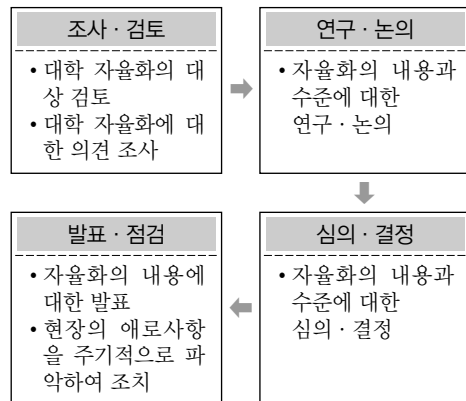 조사 · 검토
• 대학 자율화의 대
상 검토
• 대학 자율화에 대
한 의견 조사
연구 · 논의
• 자율화의 내용과
수준에 대한
연구 · 논의
심의 · 결정
• 자율화의 내용과
수준에 대한
심의 · 결정
발표 · 점검
• 자율화의 내용에
대한 발표
• 현장의 애로사항
을 주기적으로 파
악하여 조치